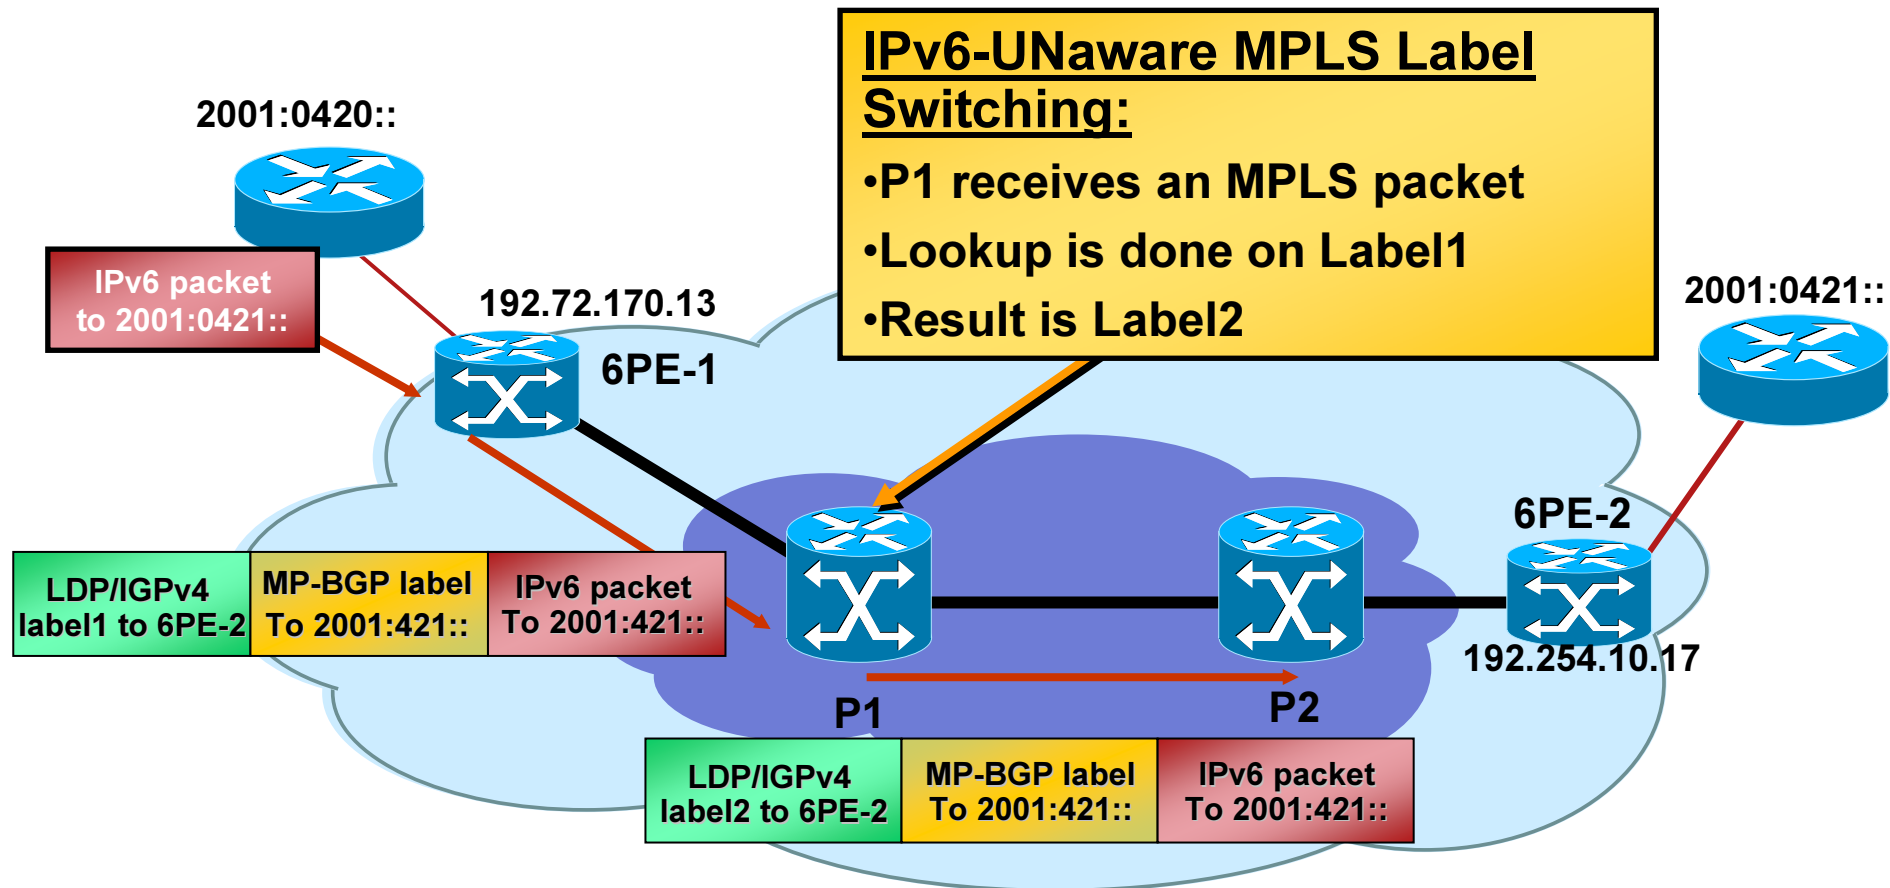 IPv6-UNaware MPLS Label
Switching:
•P1 receives an MPLS packet
•Lookup is done on Label1
•Result is Label2
2001:0420::
IPv6 packet
to 2001:0421::
192.72.170.13
6PE-1
2001:0421::
6PE-2
192.254.10.17
LDP/IGPv4
label1 to 6PE-2
MP-BGP label
To 2001:421::
IPv6 packet
To 2001:421::
P1
P2
LDP/IGPv4
label2 to 6PE-2
MP-BGP label
To 2001:421::
IPv6 packet
To 2001:421::